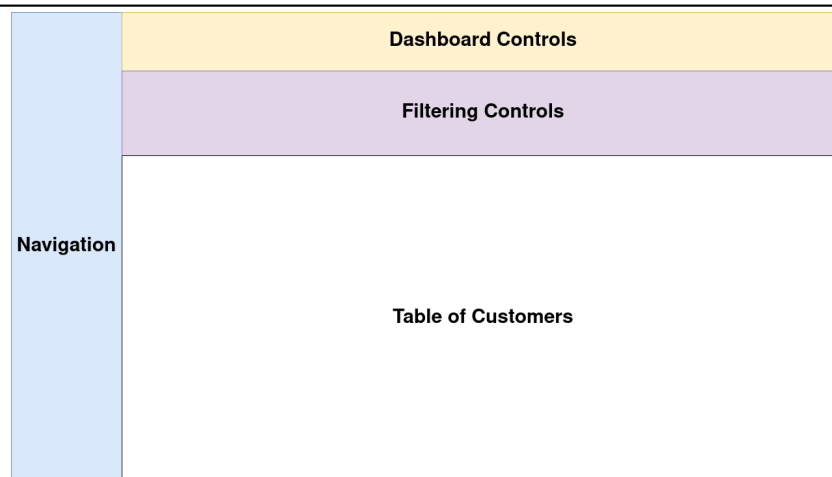 Dashboard Controls
Filtering Controls
Navigation
Table of Customers